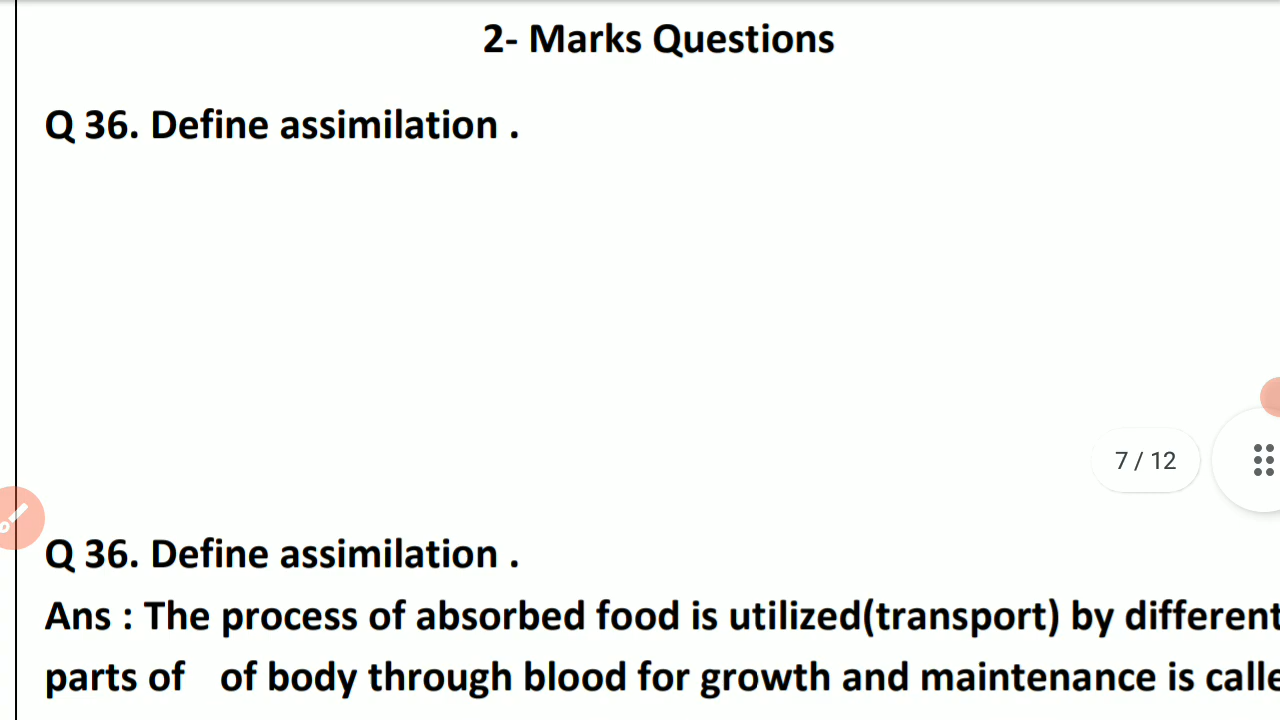 2- Marks Questions
Q 36. Define assimilation .
7 / 12
Q 36. Define assimilation .
Ans : The process of absorbed food is utilized(transport) by different
parts of of body through blood for growth and maintenance is calle